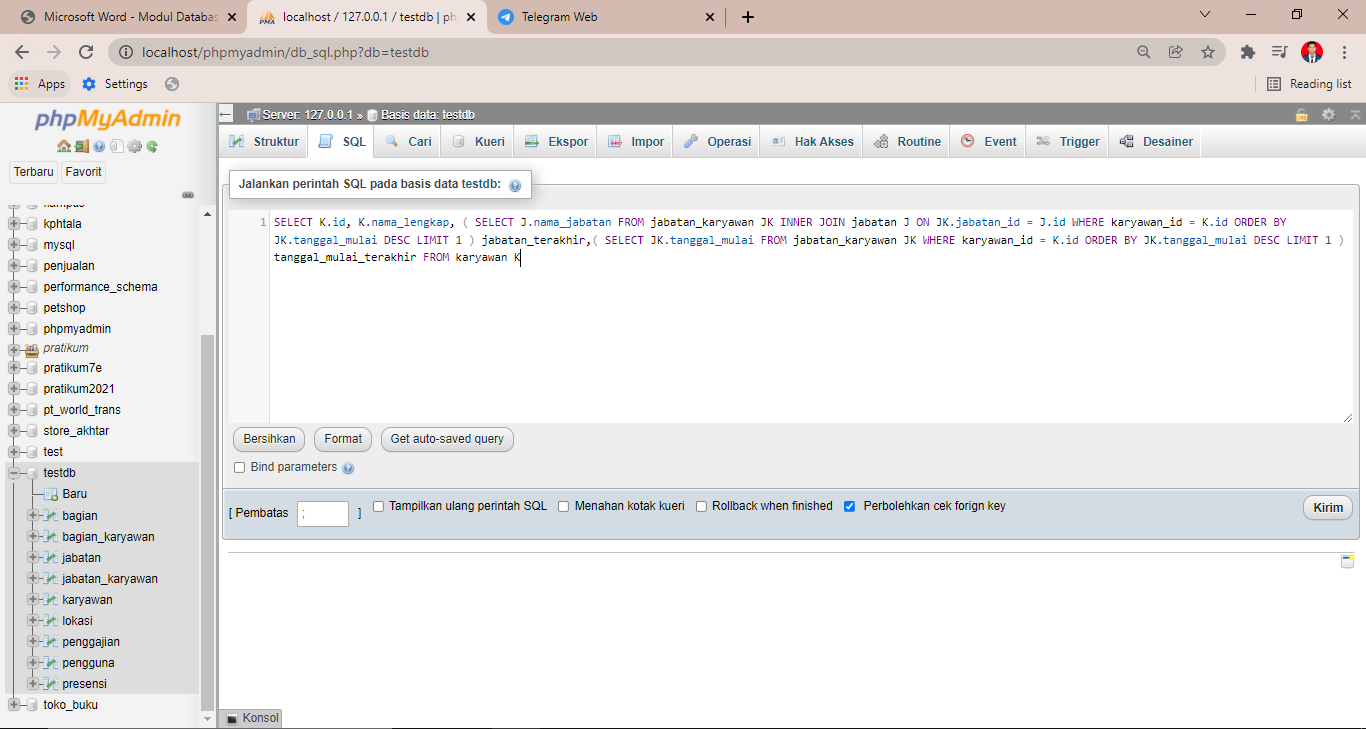 Microsoft Word - Modul Databas
localhost / 127.0.0.1 / testdb | ph
Telegram Web
localhost/phpmyadmin/db_sql.php?db=testdb
Apps
Settings
Reading list
phpMyAdmin
Terbaru
Favorit
kampus
kphtala
mysql
penjualan
performance_schema
petshop
phpmyadmin
pratikum
pratikum7e
pratikum2021
pt_world_trans
store_akhtar
test
testdb
Baru
bagian
bagian_karyawan
jabatan
jabatan_karyawan
karyawan
lokasi
penggajian
pengguna
presensi
toko_buku
Server: 127.0.0.1 » Basis data: testdb
Struktur
SQL
Cari
Kueri
Ekspor
Impor
Operasi
Hak Akses
Routine
Event
Trigger
Desainer
Jalankan perintah SQL pada basis data testdb:
1 SELECT K.id, K.nama_lengkap, ( SELECT J.nama_jabatan FROM jabatan_karyawan JK INNER JOIN jabatan J ON JK.jabatan_id = J.id WHERE karyawan_id = K.id ORDER BY
JK.tanggal_mulai DESC LIMIT 1 ) jabatan_terakhir,( SELECT JK.tanggal_mulai FROM jabatan_karyawan JK WHERE karyawan_id = K.id ORDER BY JK.tanggal_mulai DESC LIMIT 1 )
tanggal_mulai_terakhir FROM karyawan K
Bersihkan
Format
Get auto-saved query
Bind parameters
[ Pembatas ; ]
Tampilkan ulang perintah SQL
Menahan kotak kueri
Rollback when finished
Perbolehkan cek forign key
Kirim
Konsol